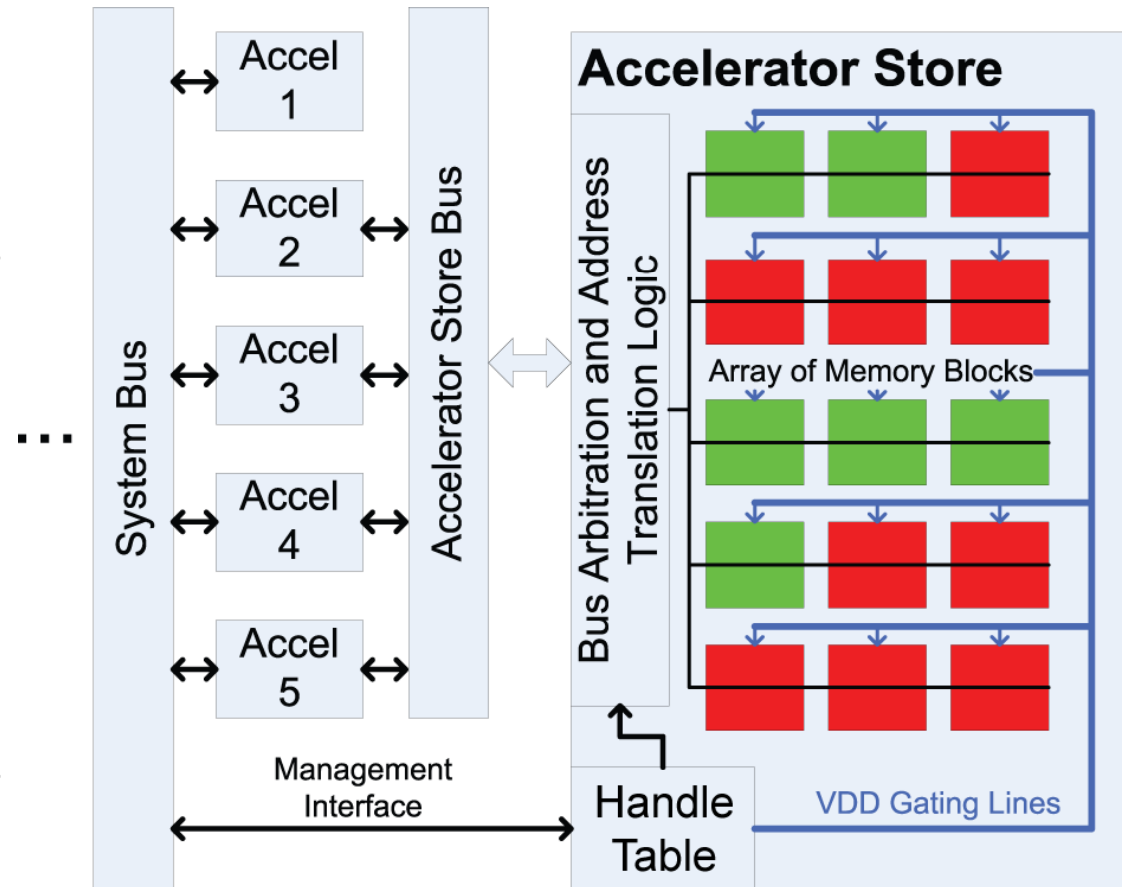 System Bus
Accel
1
Accel
2
Accel
3
Accel
4
Accel
5
Accelerator Store Bus
Accelerator Store
Bus Arbitration and Address
Translation Logic
Array of Memory Blocks
Management
Interface
Handle
Table
VDD Gating Lines
...